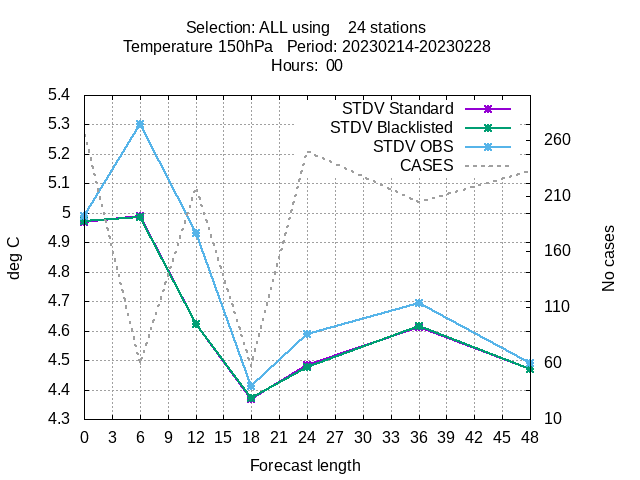 Selection: ALL using    24 stations
Temperature 150hPa   Period: 20230214-20230228
Hours:  00
STDV Standard
STDV Blacklisted
STDV OBS
CASES
5.4
5.3
5.2
5.1
5
4.9
4.8
4.7
4.6
4.5
4.4
4.3
deg C
260
210
160
110
60
10
No cases
0 3 6 9 12 15 18 21 24 27 30 33 36 39 42 45 48
Forecast length